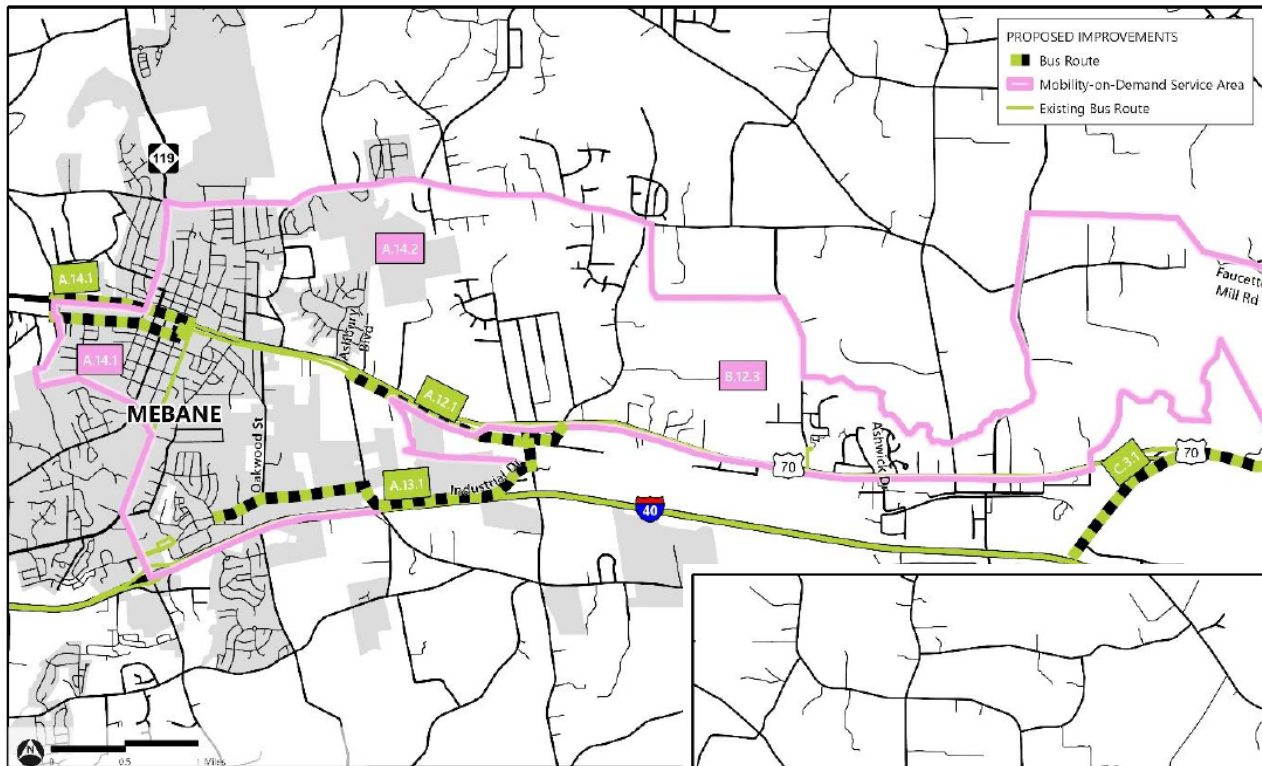 PROPOSED IMPROVEMENTS
Bus Route
Mobility-on-Demand Service Area
Existing Bus Route
119
A.14.2
A.14.1
Faucette
Mill Rd
Ashbury
Blvd
A.14.1
B.12.3
MEBANE
A.12.1
Oakwood St
Ashwick Dr
70
C.3.1
70
A.13.1
Industrial Dr
40
N
0 0.5 1 Miles